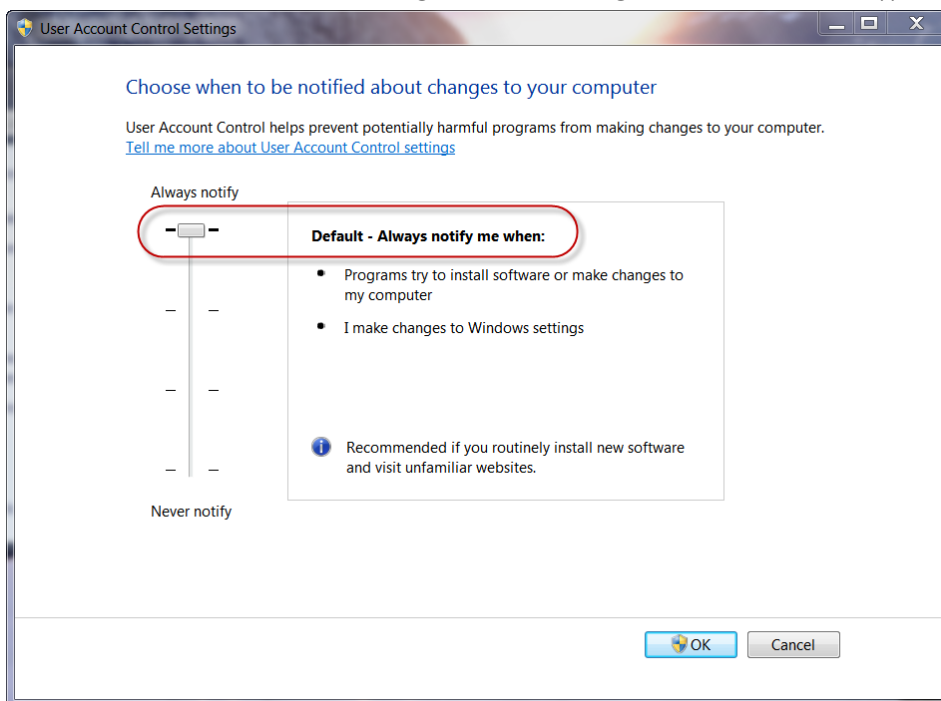 User Account Control Settings
Choose when to be notified about changes to your computer
User Account Control helps prevent potentially harmful programs from making changes to your computer.
Tell me more about User Account Control settings
Always notify
Default - Always notify me when:
Programs try to install software or make changes to
my computer
I make changes to Windows settings
Recommended if you routinely install new software
and visit unfamiliar websites.
Never notify
OK Cancel